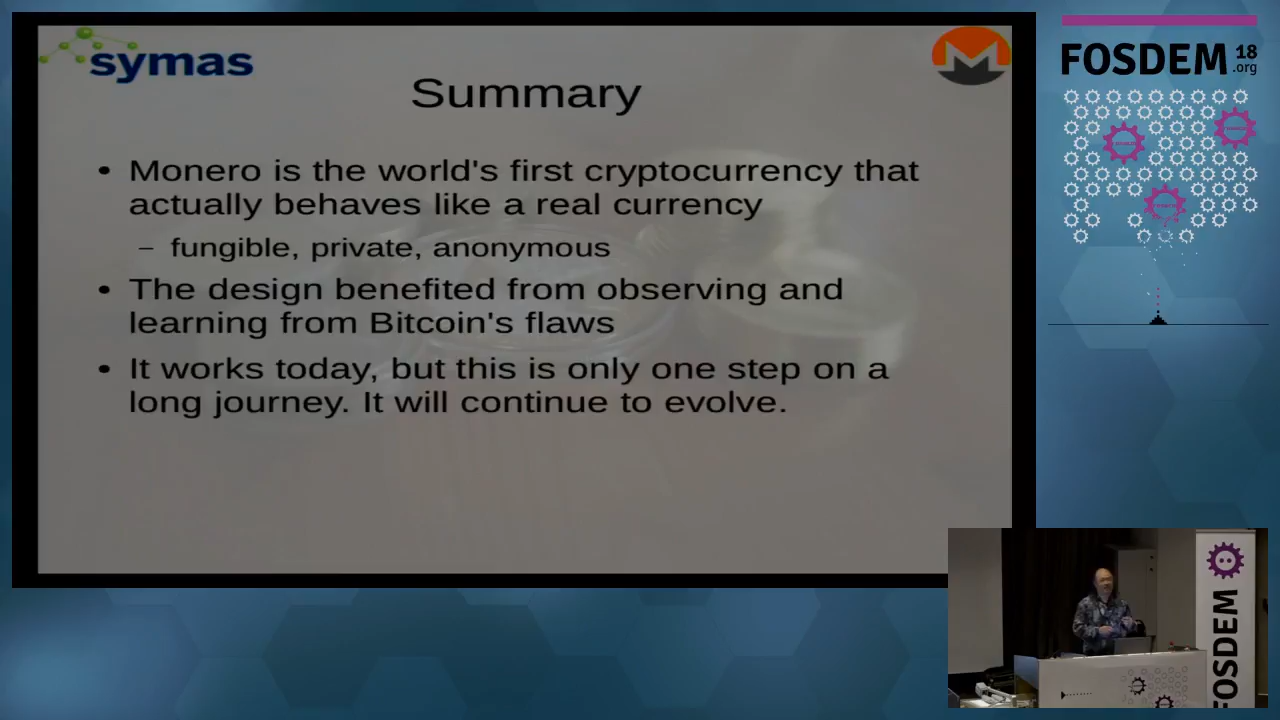 symas
Summary
• Monero is the world's first cryptocurrency that
actually behaves like a real currency
– fungible, private, anonymous
• The design benefited from observing and
learning from Bitcoin's flaws
• It works today, but this is only one step on a
long journey. It will continue to evolve.
FOSDEM 18
.org
FOSDEM